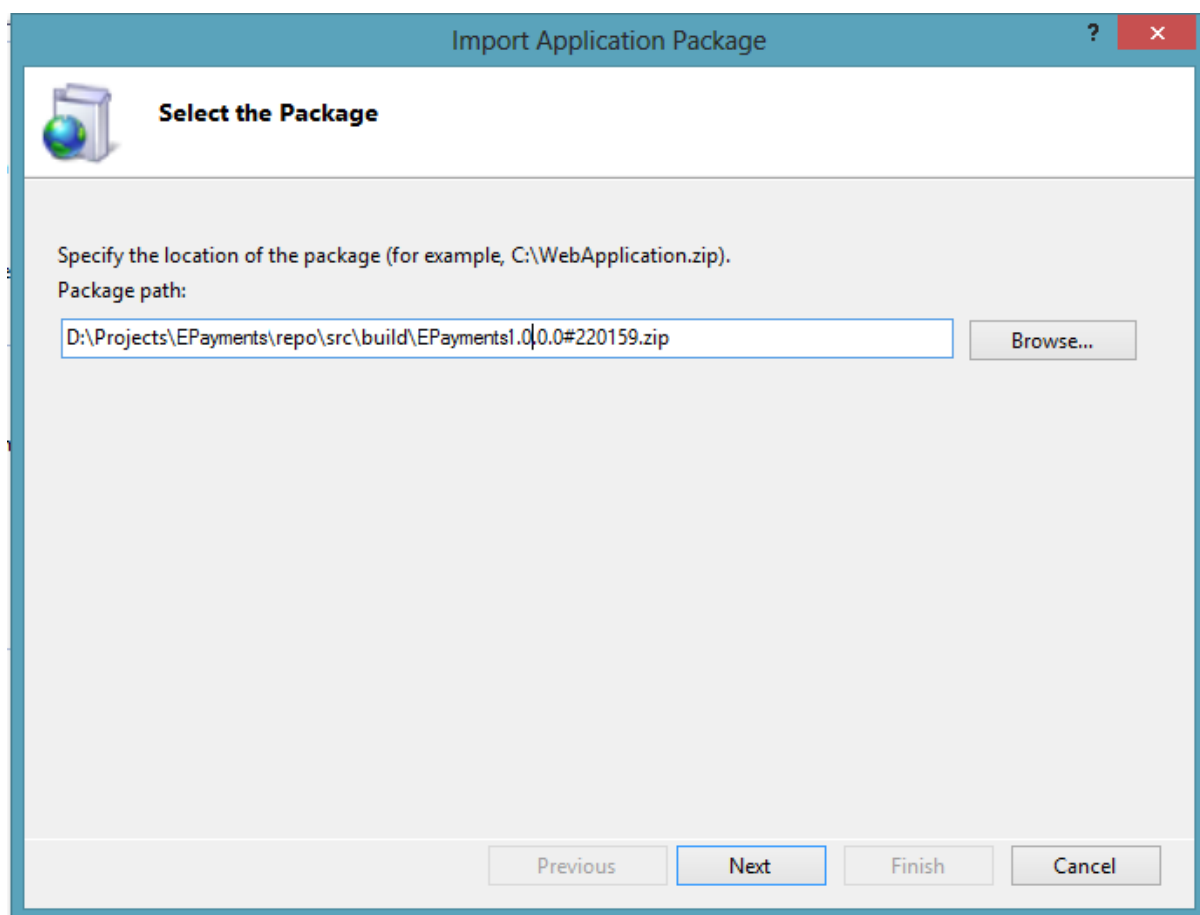 Import Application Package
?
Select the Package
Specify the location of the package (for example, C:\WebApplication.zip).
Package path:
D:\Projects\EPayments\repo\src\build\EPayments1.0.0.0#220159.zip
Browse...
Previous Next Finish Cancel